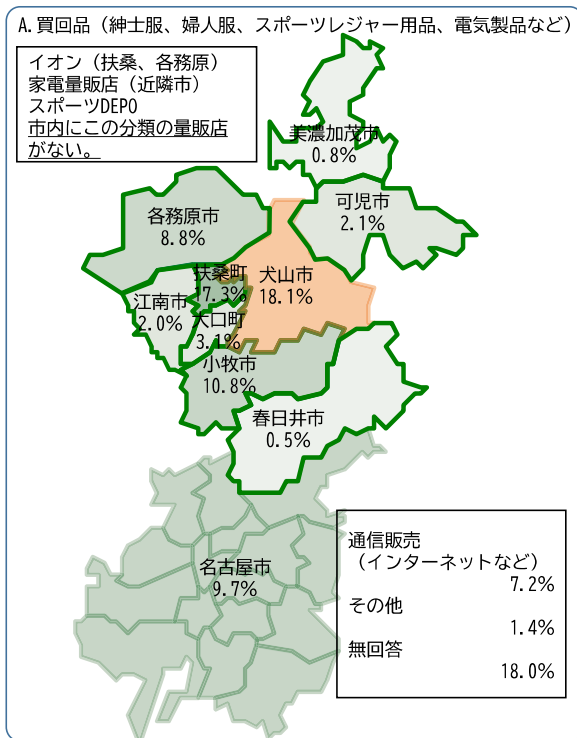 A.買回品（紳士服、婦人服、スポーツレジャー用品、電気製品など）
イオン（扶桑、各務原）
家電量販店（近隣市）
スポーツDEPO
市内にこの分類の量販店
がない。
美濃加茂市
0.8%
可児市
2.1%
各務原市
8.8%
扶桑町
17.3%
犬山市
18.1%
江南市
2.0%
大口町
3.1%
小牧市
10.8%
春日井市
0.5%
名古屋市
9.7%
通信販売
（インターネットなど）
7.2%
その他
1.4%
無回答
18.0%